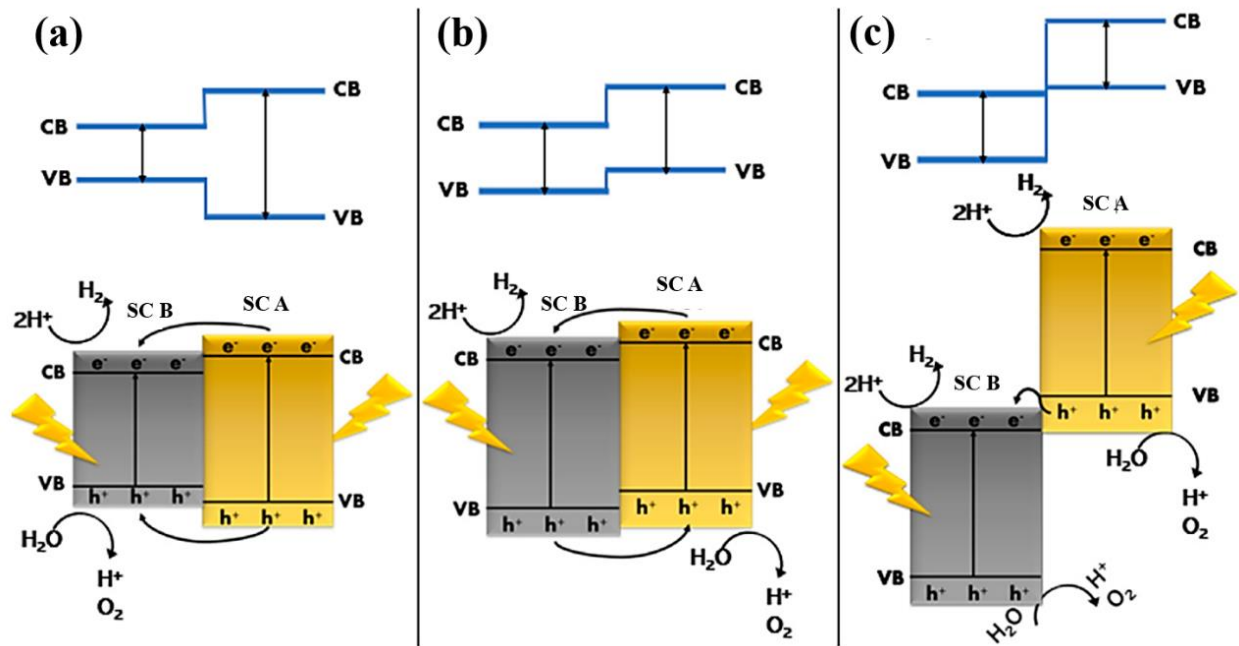 (a)
CB
CB
VB
VB
H₂
2H⁺
SC B
SC A
e⁻ e⁻ e⁻
e⁻ e⁻ e⁻
CB
CB
VB
VB
h⁺ h⁺ h⁺
h⁺ h⁺ h⁺
H₂O
H⁺
O₂
(b)
CB
CB
VB
VB
H₂
2H⁺
SC B
SC A
e⁻ e⁻ e⁻
e⁻ e⁻ e⁻
CB
CB
VB
VB
h⁺ h⁺ h⁺
h⁺ h⁺ h⁺
H₂O
H⁺
O₂
(c)
CB
CB
VB
VB
H₂
2H⁺
SC A
e⁻ e⁻ e⁻
CB
VB
h⁺ h⁺ h⁺
H₂O
H⁺
O₂
H₂
2H⁺
SC B
e⁻ e⁻ e⁻
CB
VB
h⁺ h⁺ h⁺
H₂O
H⁺
O₂